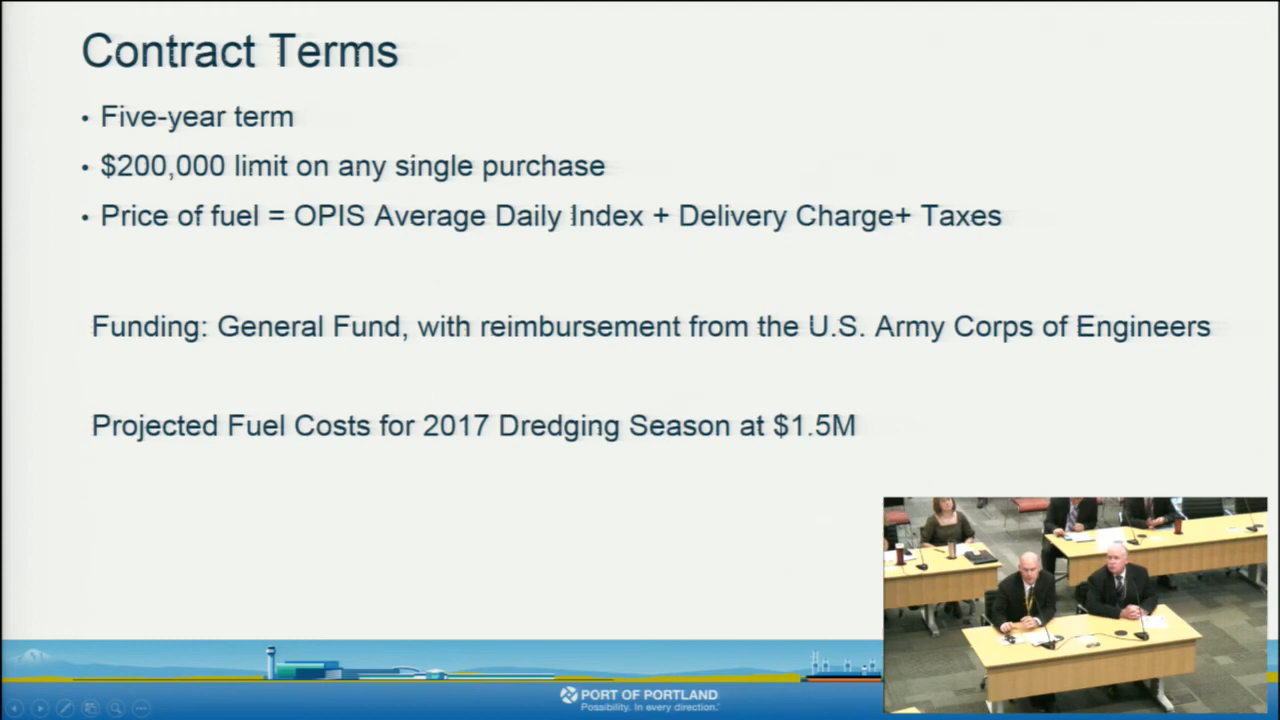 Contract Terms
• Five-year term
• $200,000 limit on any single purchase
• Price of fuel = OPIS Average Daily Index + Delivery Charge+ Taxes
Funding: General Fund, with reimbursement from the U.S. Army Corps of Engineers
Projected Fuel Costs for 2017 Dredging Season at $1.5M
PORT OF PORTLAND
Possibility. In every direction.